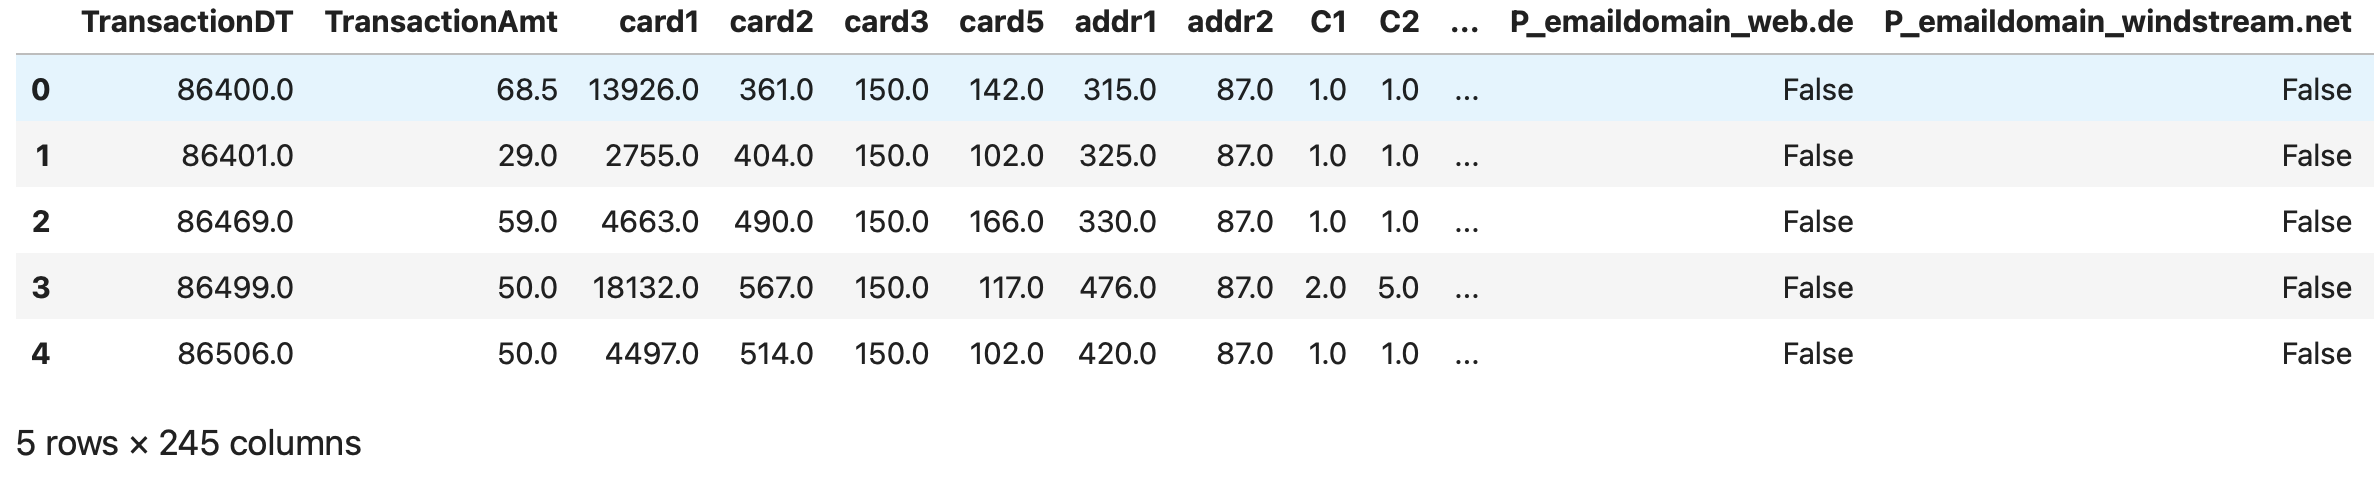 TransactionDT TransactionAmt card1 card2 card3 card5 addr1 addr2 C1 C2 ... P_emaildomain_web.de P_emaildomain_windstream.net
0 86400.0 68.5 13926.0 361.0 150.0 142.0 315.0 87.0 1.0 1.0 ... False False
1 86401.0 29.0 2755.0 404.0 150.0 102.0 325.0 87.0 1.0 1.0 ... False False
2 86469.0 59.0 4663.0 490.0 150.0 166.0 330.0 87.0 1.0 1.0 ... False False
3 86499.0 50.0 18132.0 567.0 150.0 117.0 476.0 87.0 2.0 5.0 ... False False
4 86506.0 50.0 4497.0 514.0 150.0 102.0 420.0 87.0 1.0 1.0 ... False False
5 rows × 245 columns